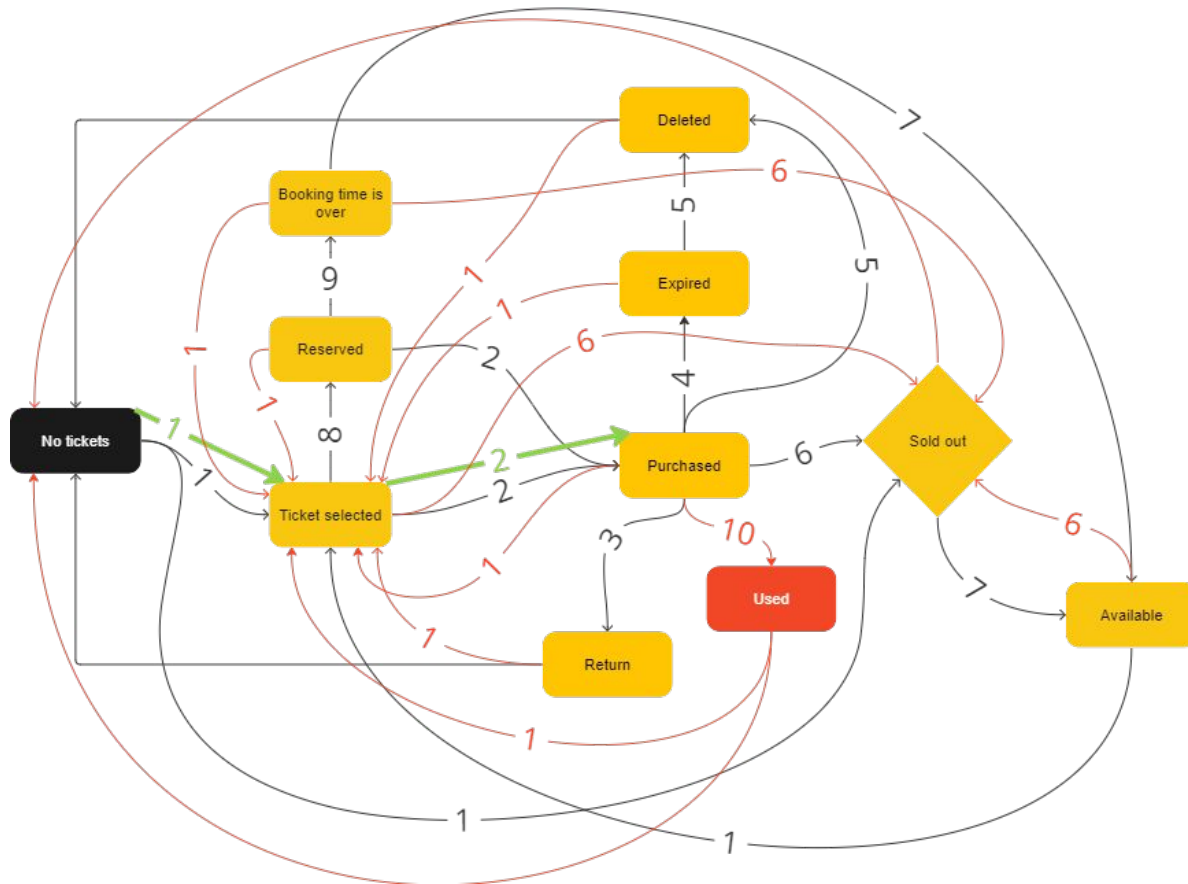 7
Deleted
6
Booking time is
over
5
5
1
9
Expired
1
1
6
Reserved
2
4
1
No tickets
1
8
Sold out
2
6
Purchased
1
2
Ticket selected
10
6
3
1
7
Used
Available
1
Return
1
1
1